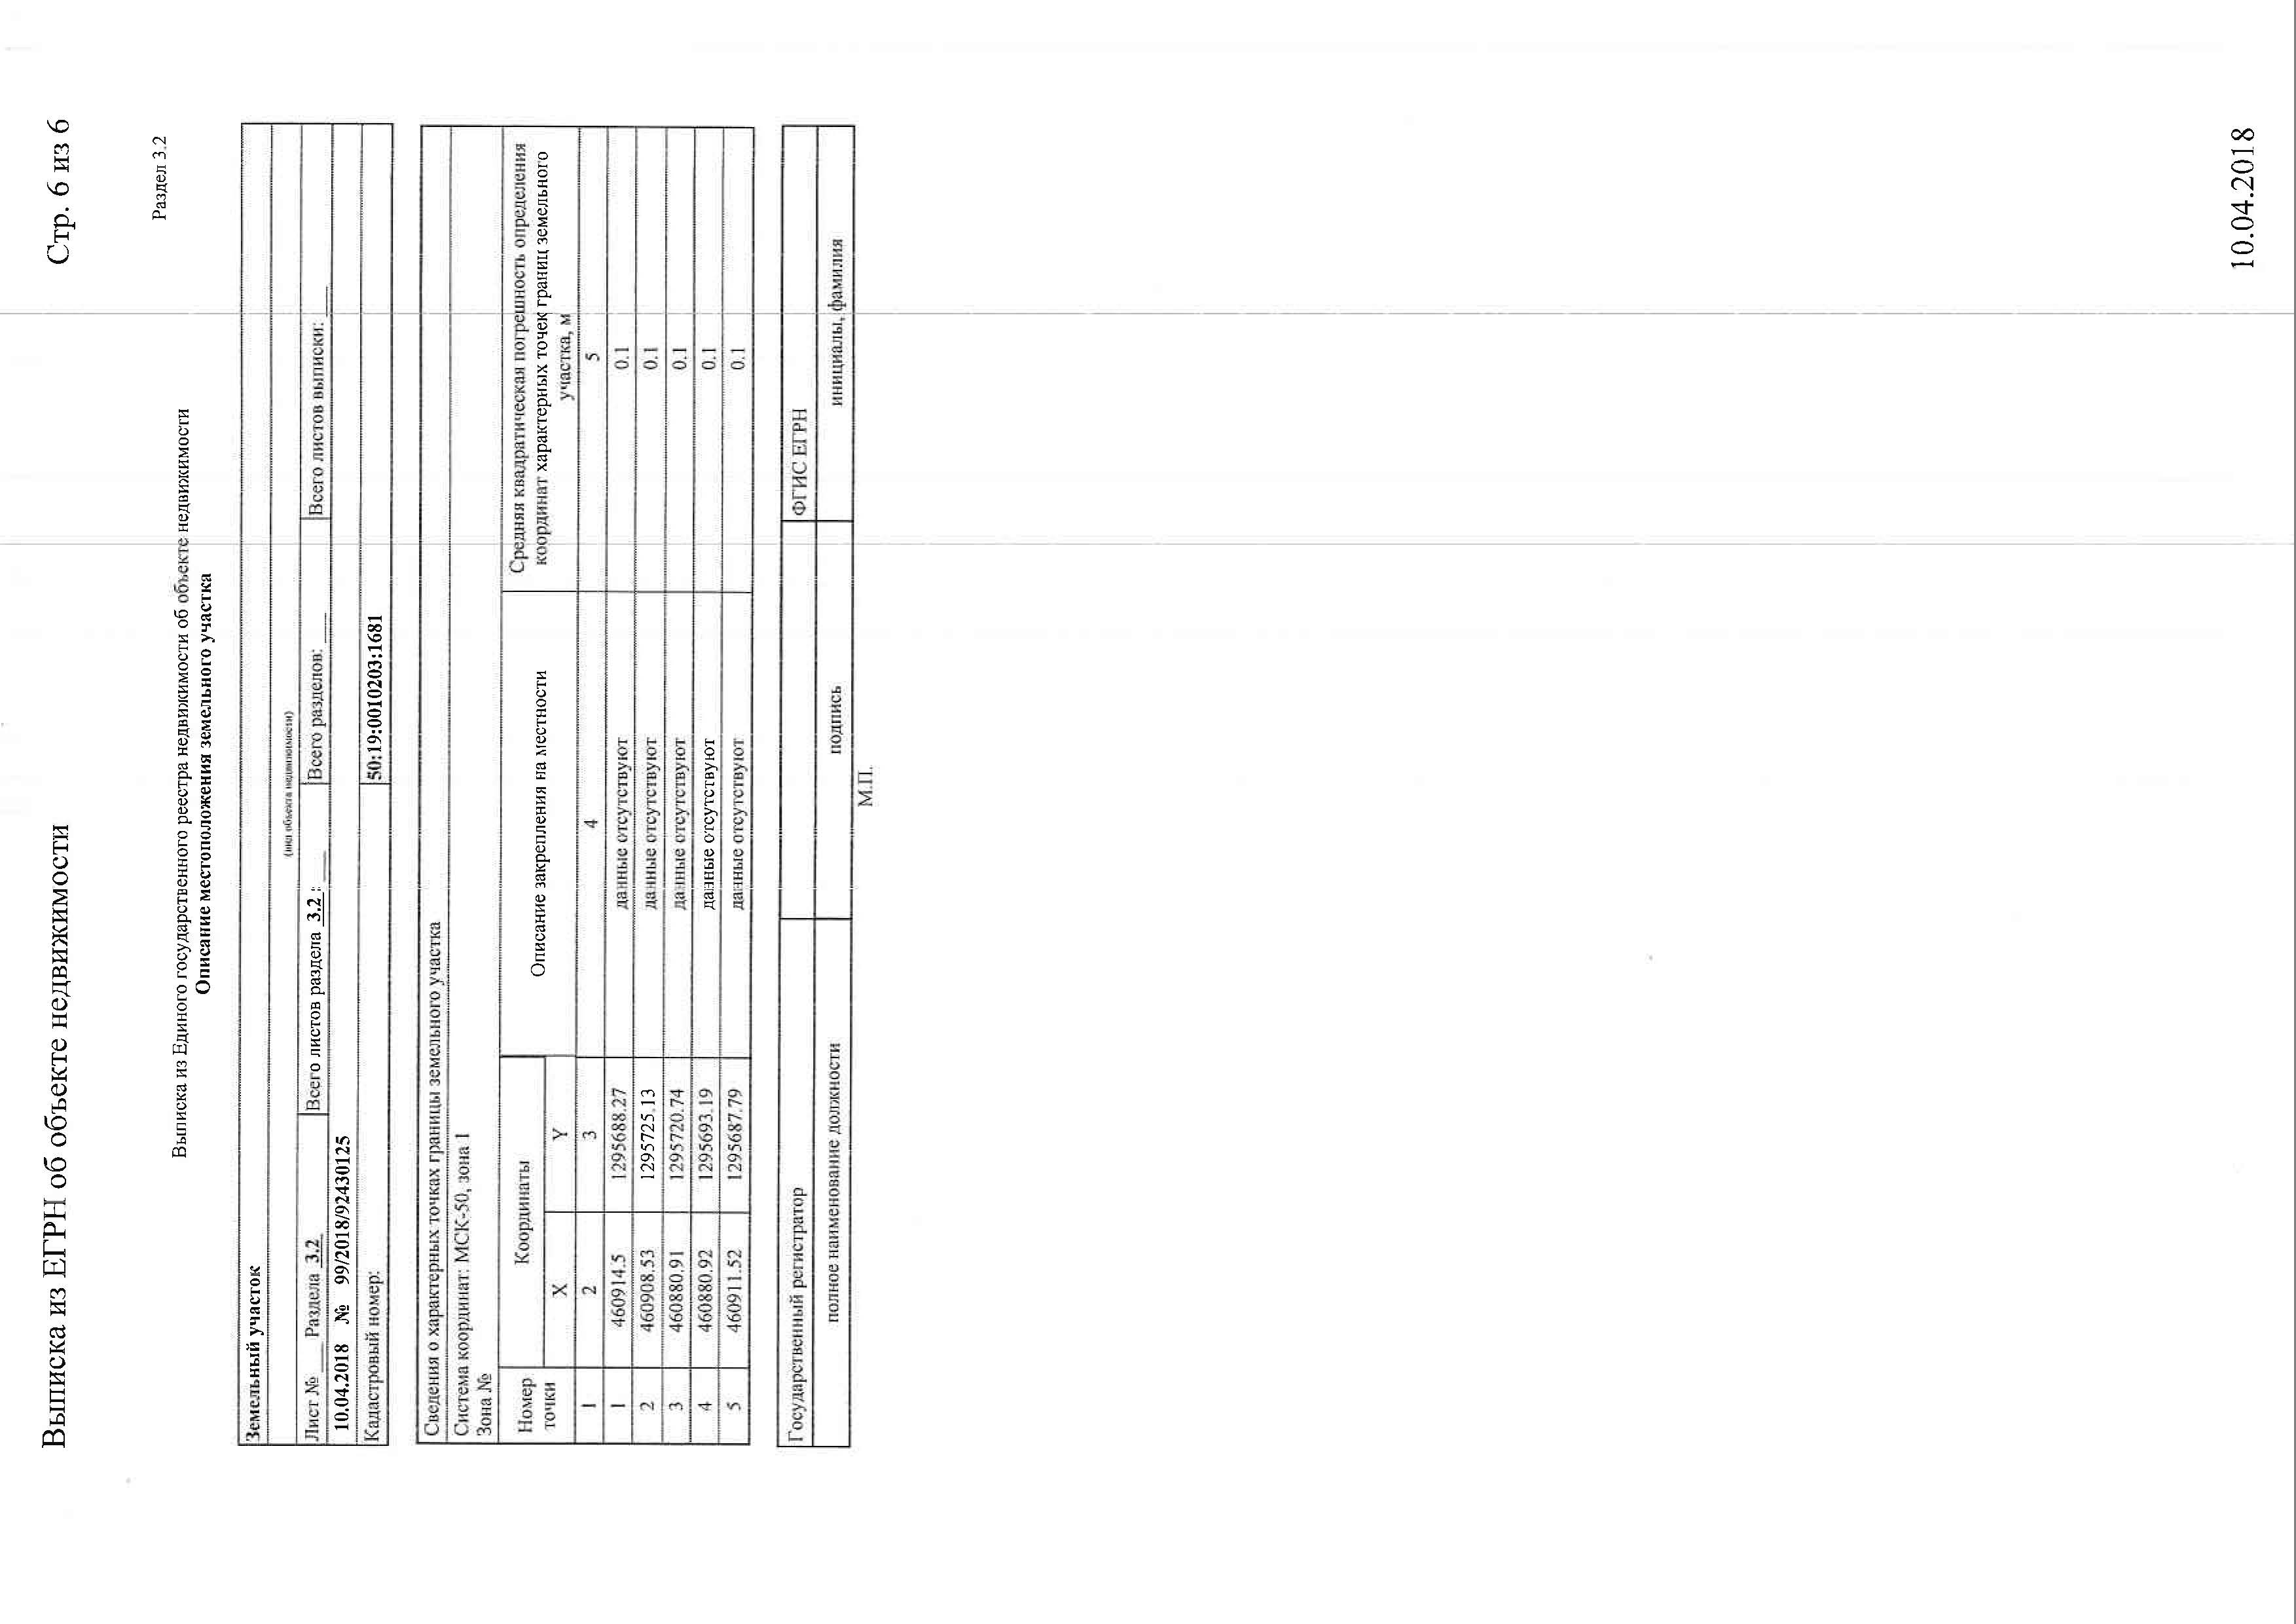 Выписка из ЕГРН об объекте недвижимости Стр. 6 из 6
Раздел 3.2
Выписка из Единого государственного реестра недвижимости об объекте недвижимости
Описание местоположения земельного участка
Земельный участок
(вид объекта недвижимости)
Лист № ___ Раздела 3.2 Всего листов раздела 3.2 : ___ Всего разделов: ___ Всего листов выписки: ___
10.04.2018 № 99/2018/92430125
Кадастровый номер: 50:19:0010203:1681
Сведения о характерных точках границы земельного участка
Система координат: МСК-50, зона 1
Зона №
Номер точки Координаты Описание закрепления на местности Средняя квадратическая погрешность определения координат характерных точек границ земельного участка, м
X Y
1 2 3 4 5
1 460914.5 1295688.27 данные отсутствуют 0.1
2 460908.53 1295725.13 данные отсутствуют 0.1
3 460880.91 1295720.74 данные отсутствуют 0.1
4 460880.92 1295693.19 данные отсутствуют 0.1
5 460911.52 1295687.79 данные отсутствуют 0.1
Государственный регистратор ФГИС ЕГРН
полное наименование должности подпись инициалы, фамилия
М.П.
10.04.2018